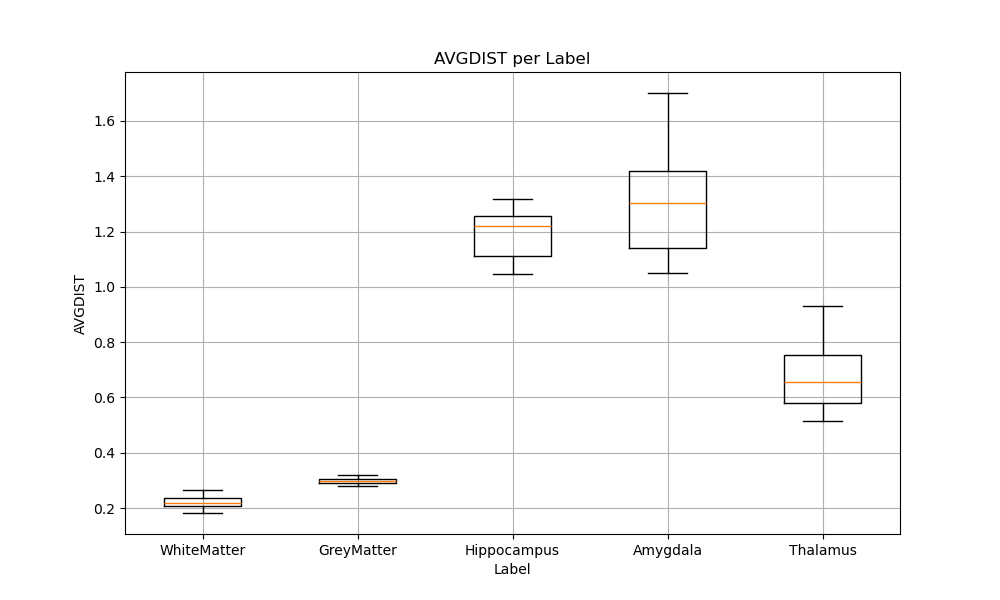 AVGDIST per Label
AVGDIST
1.6
1.4
1.2
1.0
0.8
0.6
0.4
0.2
WhiteMatter GreyMatter Hippocampus Amygdala Thalamus
Label